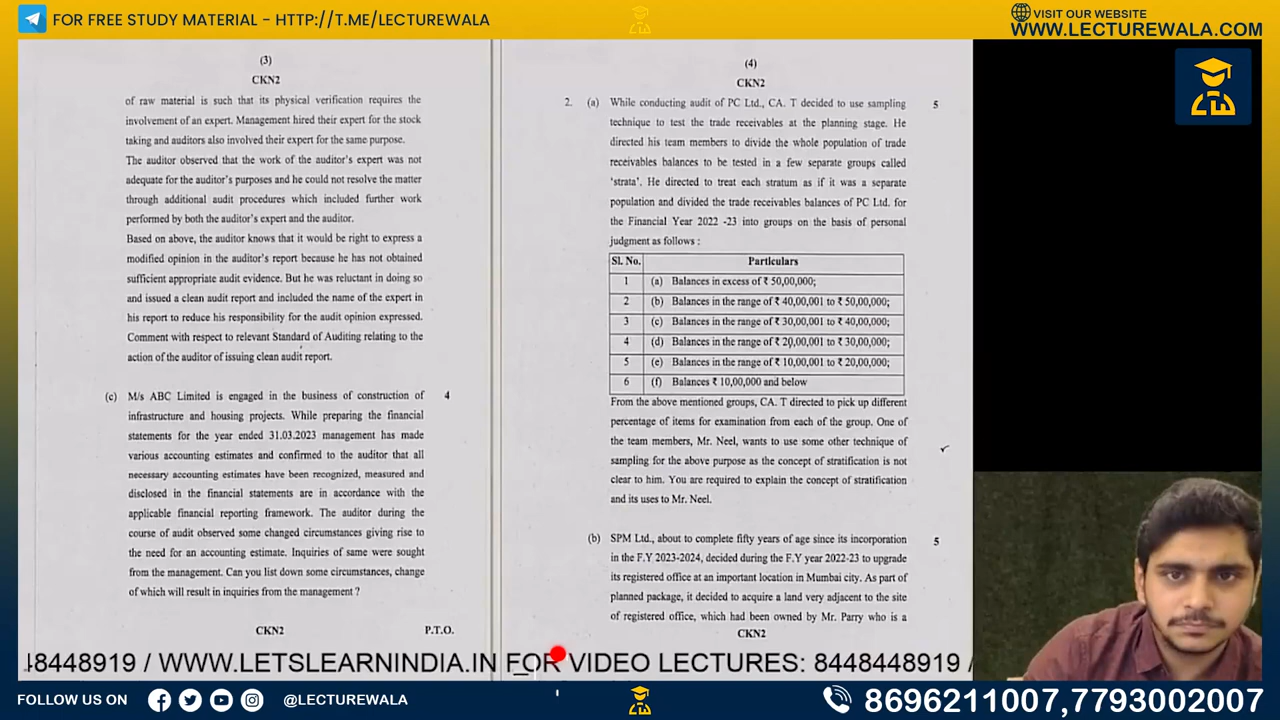 FOR FREE STUDY MATERIAL - HTTP://T.ME/LECTUREWALA
VISIT OUR WEBSITE
WWW.LECTUREWALA.COM
(3)
CKN2
of raw material is such that its physical verification requires the
involvement of an expert. Management hired their expert for the stock
taking and auditors also involved their expert for the same purpose.
The auditor observed that the work of the auditor's expert was not
adequate for the auditor's purposes and he could not resolve the matter
through additional audit procedures which included further work
performed by both the auditor's expert and the auditor.
Based on above, the auditor knows that it would be right to express a
modified opinion in the auditor's report because he has not obtained
sufficient appropriate audit evidence. But he was reluctant in doing so
and issued a clean audit report and included the name of the expert in
his report to reduce his responsibility for the audit opinion expressed.
Comment with respect to relevant Standard of Auditing relating to the
action of the auditor of issuing clean audit report.
(c) M/s ABC Limited is engaged in the business of construction of 4
infrastructure and housing projects. While preparing the financial
statements for the year ended 31.03.2023 management has made
various accounting estimates and confirmed to the auditor that all
necessary accounting estimates have been recognized, measured and
disclosed in the financial statements are in accordance with the
applicable financial reporting framework. The auditor during the
course of audit observed some changed circumstances giving rise to
the need for an accounting estimate. Inquiries of same were sought
from the management. Can you list down some circumstances, change
of which will result in inquiries from the management ?
CKN2 P.T.O.
(4)
CKN2
2. (a) While conducting audit of PC Ltd., CA. T decided to use sampling 5
technique to test the trade receivables at the planning stage. He
directed his team members to divide the whole population of trade
receivables balances to be tested in a few separate groups called
'strata'. He directed to treat each stratum as if it was a separate
population and divided the trade receivables balances of PC Ltd. for
the Financial Year 2022 -23 into groups on the basis of personal
judgment as follows :
Sl. No. Particulars
1 (a) Balances in excess of ₹ 50,00,000;
2 (b) Balances in the range of ₹ 40,00,001 to ₹ 50,00,000;
3 (c) Balances in the range of ₹ 30,00,001 to ₹ 40,00,000;
4 (d) Balances in the range of ₹ 20,00,001 to ₹ 30,00,000;
5 (e) Balances in the range of ₹ 10,00,001 to ₹ 20,00,000;
6 (f) Balances ₹ 10,00,000 and below
From the above mentioned groups, CA. T directed to pick up different
percentage of items for examination from each of the group. One of
the team members, Mr. Neel, wants to use some other technique of
sampling for the above purpose as the concept of stratification is not
clear to him. You are required to explain the concept of stratification
and its uses to Mr. Neel.
(b) SPM Ltd., about to complete fifty years of age since its incorporation 5
in the F.Y 2023-2024, decided during the F.Y year 2022-23 to upgrade
its registered office at an important location in Mumbai city. As part of
planned package, it decided to acquire a land very adjacent to the site
of registered office, which had been owned by Mr. Parry who is a
CKN2
48448919 / WWW.LETSLEARNINDIA.IN FOR VIDEO LECTURES: 8448448919 /
FOLLOW US ON @LECTUREWALA 8696211007,7793002007